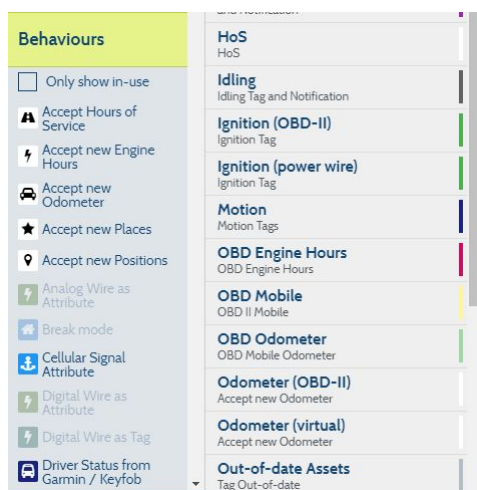 Behaviours
Only show in-use
Accept Hours of
Service
Accept new Engine
Hours
Accept new
Odometer
Accept new Places
Accept new Positions
Analog Wire as
Attribute
Break mode
Cellular Signal
Attribute
Digital Wire as
Attribute
Digital Wire as Tag
Driver Status from
Garmin / Keyfob
and Notification
HoS
HoS
Idling
Idling Tag and Notification
Ignition (OBD-II)
Ignition Tag
Ignition (power wire)
Ignition Tag
Motion
Motion Tags
OBD Engine Hours
OBD Engine Hours
OBD Mobile
OBD II Mobile
OBD Odometer
OBD Mobile Odometer
Odometer (OBD-II)
Accept new Odometer
Odometer (virtual)
Accept new Odometer
Out-of-date Assets
Tag Out-of-date